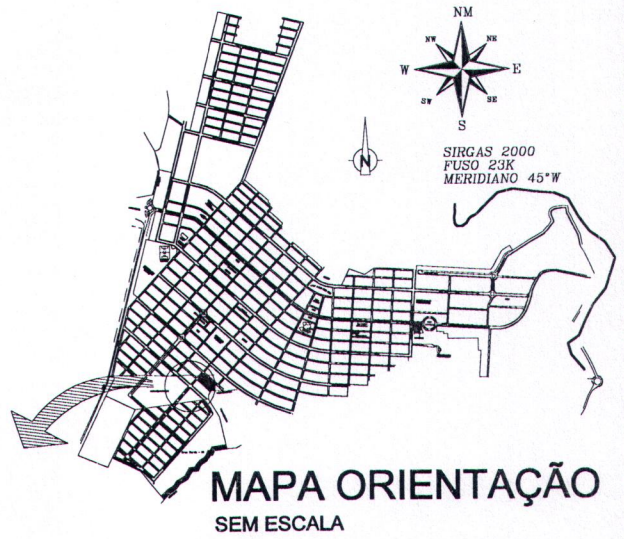 NM
NW NE
W E
SW SE
S
N
SIRGAS 2000
FUSO 23K
MERIDIANO 45°W
MAPA ORIENTAÇÃO
SEM ESCALA